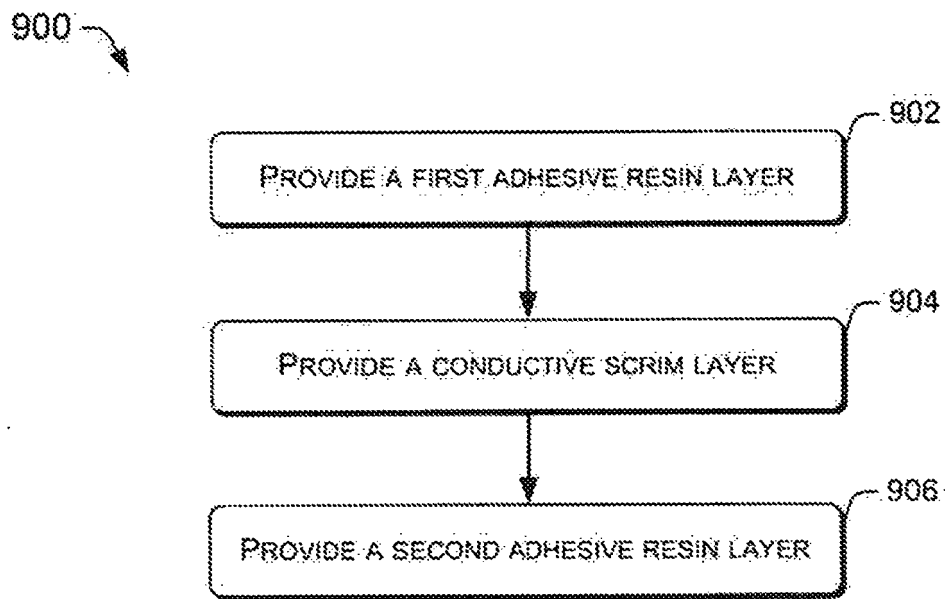 900
902
PROVIDE A FIRST ADHESIVE RESIN LAYER
904
PROVIDE A CONDUCTIVE SCRIM LAYER
906
PROVIDE A SECOND ADHESIVE RESIN LAYER